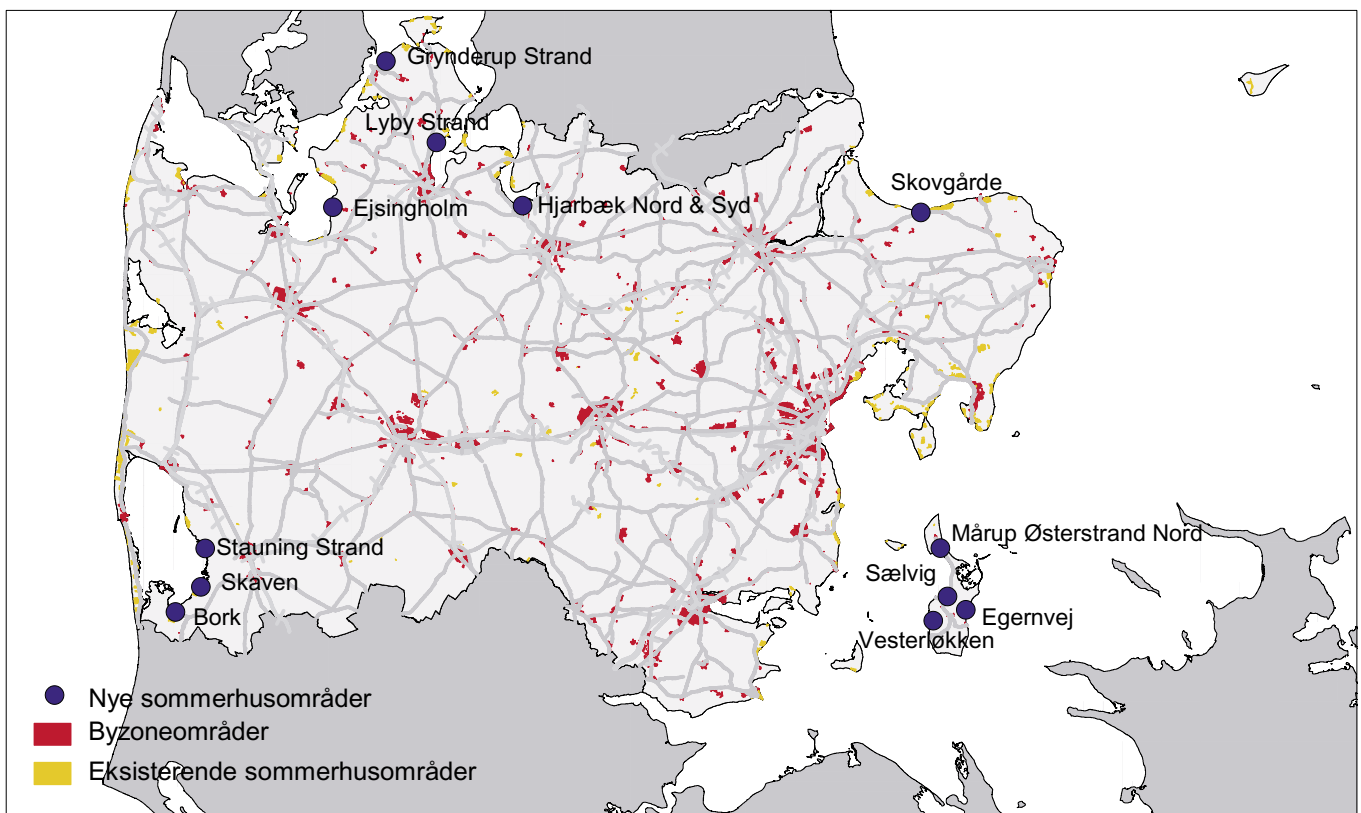 Grynderup Strand
Lyby Strand
Skovgårde
Ejsingholm
Hjarbæk Nord & Syd
Mårup Østerstrand Nord
Stauning Strand
Sælvig
Skaven
Bork
Egernvej
Vesterløkken
Nye sommerhusområder
Byzoneområder
Eksisterende sommerhusområder